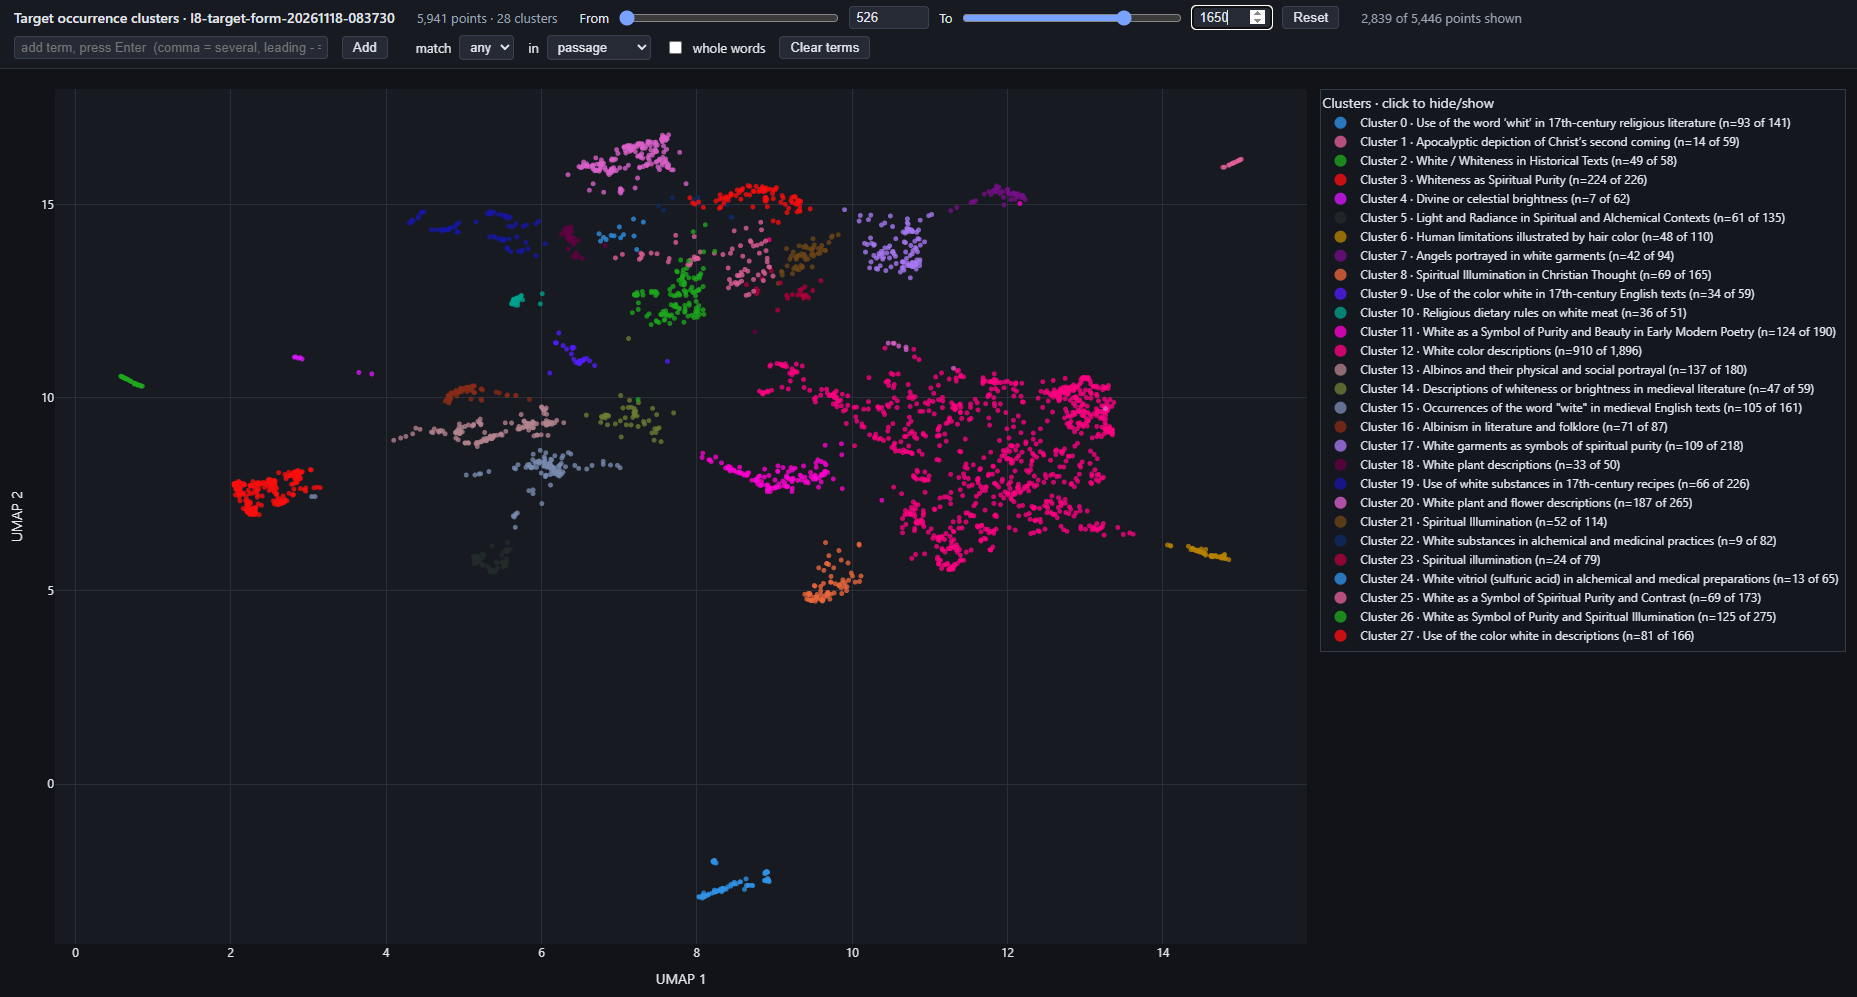 Target occurrence clusters · l8-target-form-20261118-083730 5,941 points · 28 clusters From 526 To 1650 Reset 2,839 of 5,446 points shown
add term, press Enter (comma = several, leading - = Add match any in passage whole words Clear terms
Clusters · click to hide/show
Cluster 0 · Use of the word ‘whit’ in 17th-century religious literature (n=93 of 141)
Cluster 1 · Apocalyptic depiction of Christ's second coming (n=14 of 59)
Cluster 2 · White / Whiteness in Historical Texts (n=49 of 58)
Cluster 3 · Whiteness as Spiritual Purity (n=224 of 226)
Cluster 4 · Divine or celestial brightness (n=7 of 62)
Cluster 5 · Light and Radiance in Spiritual and Alchemical Contexts (n=61 of 135)
Cluster 6 · Human limitations illustrated by hair color (n=48 of 110)
Cluster 7 · Angels portrayed in white garments (n=42 of 94)
Cluster 8 · Spiritual Illumination in Christian Thought (n=69 of 165)
Cluster 9 · Use of the color white in 17th-century English texts (n=34 of 59)
Cluster 10 · Religious dietary rules on white meat (n=36 of 51)
Cluster 11 · White as a Symbol of Purity and Beauty in Early Modern Poetry (n=124 of 190)
Cluster 12 · White color descriptions (n=910 of 1,896)
Cluster 13 · Albinos and their physical and social portrayal (n=137 of 180)
Cluster 14 · Descriptions of whiteness or brightness in medieval literature (n=47 of 59)
Cluster 15 · Occurrences of the word "wite" in medieval English texts (n=105 of 161)
Cluster 16 · Albinism in literature and folklore (n=71 of 87)
Cluster 17 · White garments as symbols of spiritual purity (n=109 of 218)
Cluster 18 · White plant descriptions (n=33 of 50)
Cluster 19 · Use of white substances in 17th-century recipes (n=66 of 226)
Cluster 20 · White plant and flower descriptions (n=187 of 265)
Cluster 21 · Spiritual Illumination (n=52 of 114)
Cluster 22 · White substances in alchemical and medicinal practices (n=9 of 82)
Cluster 23 · Spiritual illumination (n=24 of 79)
Cluster 24 · White vitriol (sulfuric acid) in alchemical and medical preparations (n=13 of 65)
Cluster 25 · White as a Symbol of Spiritual Purity and Contrast (n=69 of 173)
Cluster 26 · White as Symbol of Purity and Spiritual Illumination (n=125 of 275)
Cluster 27 · Use of the color white in descriptions (n=81 of 166)
UMAP 2
15
10
5
0
0 2 4 6 8 10 12 14
UMAP 1